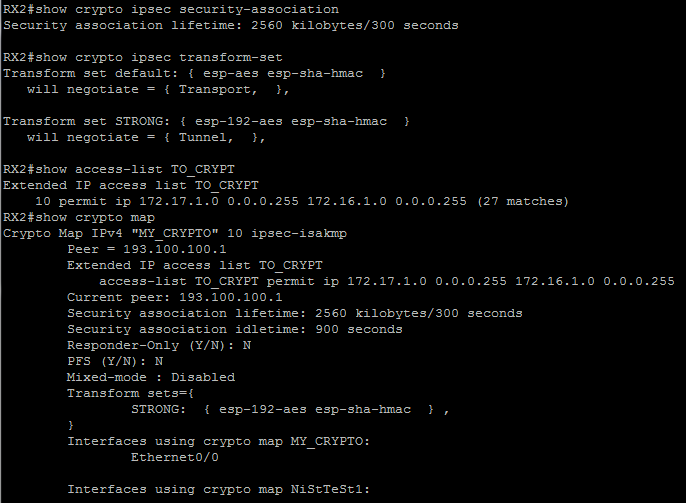 RX2#show crypto ipsec security-association
Security association lifetime: 2560 kilobytes/300 seconds
RX2#show crypto ipsec transform-set
Transform set default: { esp-aes esp-sha-hmac  }
   will negotiate = { Transport,  },
Transform set STRONG: { esp-192-aes esp-sha-hmac  }
   will negotiate = { Tunnel,  },
RX2#show access-list TO_CRYPT
Extended IP access list TO_CRYPT
    10 permit ip 172.17.1.0 0.0.0.255 172.16.1.0 0.0.0.255 (27 matches)
RX2#show crypto map
Crypto Map IPv4 "MY_CRYPTO" 10 ipsec-isakmp
        Peer = 193.100.100.1
        Extended IP access list TO_CRYPT
            access-list TO_CRYPT permit ip 172.17.1.0 0.0.0.255 172.16.1.0 0.0.0.255
        Current peer: 193.100.100.1
        Security association lifetime: 2560 kilobytes/300 seconds
        Security association idletime: 900 seconds
        Responder-Only (Y/N): N
        PFS (Y/N): N
        Mixed-mode : Disabled
        Transform sets={
                STRONG:  { esp-192-aes esp-sha-hmac  } ,
        }
        Interfaces using crypto map MY_CRYPTO:
                Ethernet0/0
        Interfaces using crypto map NiStTeSt1: